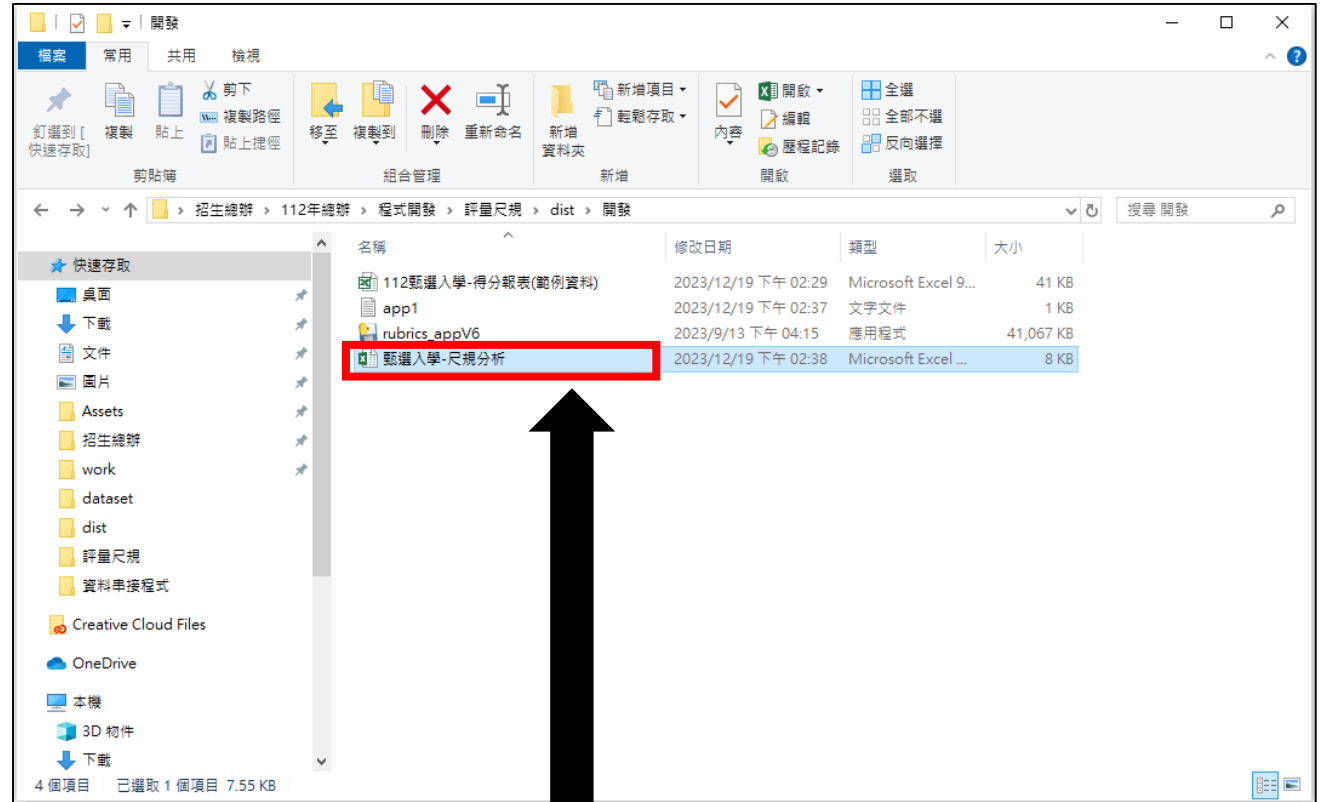 開發
檔案 常用 共用 檢視
釘選到 [快速存取]
複製
貼上
剪下
複製路徑
貼上捷徑
移至
複製到
刪除
重新命名
新增資料夾
新增項目
輕鬆存取
內容
開啟
編輯
歷程記錄
全選
全部不選
反向選擇
剪貼簿 組合管理 新增 開啟 選取
招生總辦 › 112年總辦 › 程式開發 › 評量尺規 › dist › 開發
搜尋 開發
名稱 修改日期 類型 大小
112甄選入學-得分報表(範例資料) 2023/12/19 下午 02:29 Microsoft Excel 9... 41 KB
app1 2023/12/19 下午 02:37 文字文件 1 KB
rubrics_appV6 2023/9/13 下午 04:15 應用程式 41,067 KB
甄選入學-尺規分析 2023/12/19 下午 02:38 Microsoft Excel ... 8 KB
快速存取
桌面
下載
文件
圖片
Assets
招生總辦
work
dataset
dist
評量尺規
資料串接程式
Creative Cloud Files
OneDrive
本機
3D 物件
下載
4 個項目 已選取 1 個項目 7.55 KB